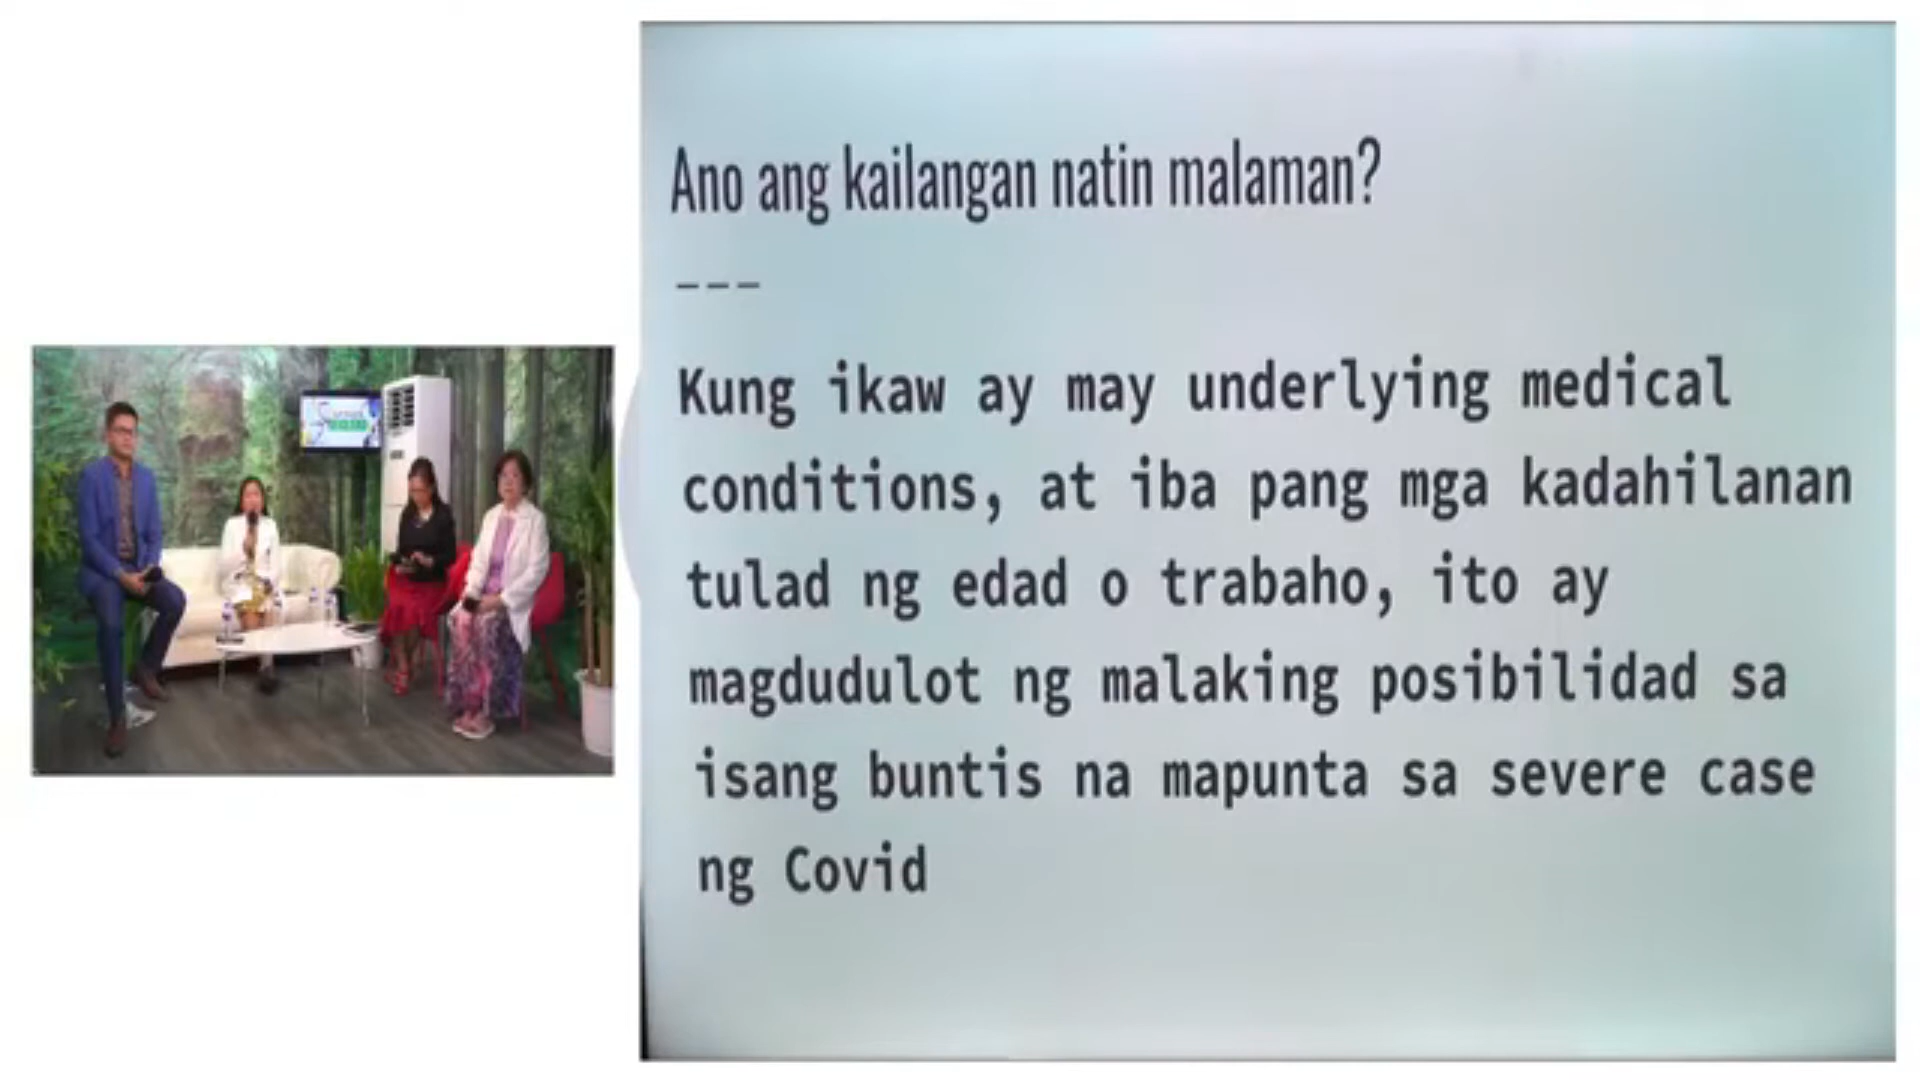 Ano ang kailangan natin malaman?
---
Kung ikaw ay may underlying medical
conditions, at iba pang mga kadahilanan
tulad ng edad o trabaho, ito ay
magdudulot ng malaking posibilidad sa
isang buntis na mapunta sa severe case
ng Covid